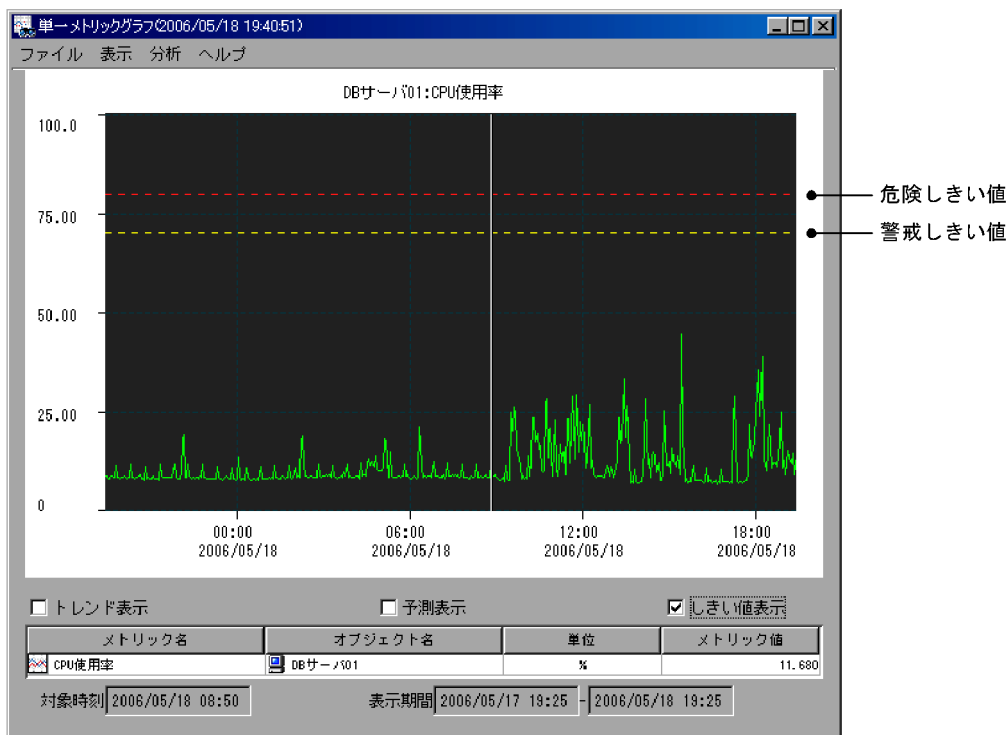 単一メトリックグラフ(2006/05/18 19:40:51)
ファイル 表示 分析 ヘルプ
DBサーバ01:CPU使用率
100.0
危険しきい値
75.00
警戒しきい値
50.00
25.00
0
00:00 06:00 12:00 18:00
2006/05/18 2006/05/18 2006/05/18 2006/05/18
トレンド表示 予測表示 しきい値表示
メトリック名 オブジェクト名 単位 メトリック値
CPU使用率 DBサーバ01 % 11.680
対象時刻 2006/05/18 08:50 表示期間 2006/05/17 19:25 - 2006/05/18 19:25